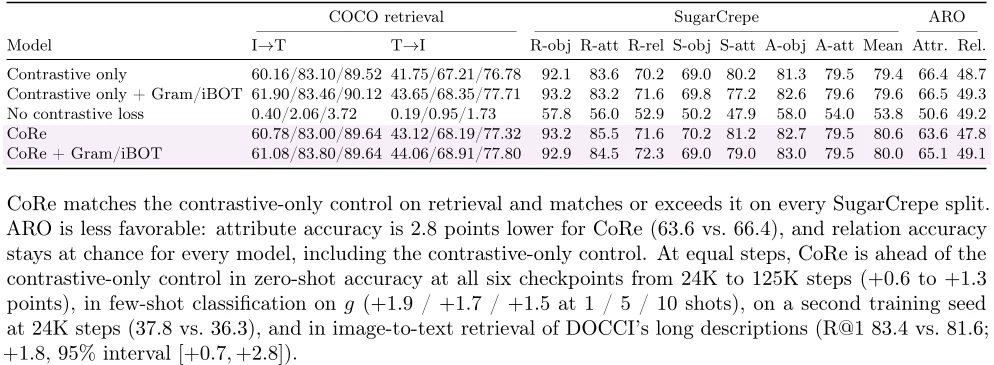 COCO retrieval SugarCrepe ARO
Model I→T T→I R-obj R-att R-rel S-obj S-att A-obj A-att Mean Attr. Rel.
Contrastive only 60.16/83.10/89.52 41.75/67.21/76.78 92.1 83.6 70.2 69.0 80.2 81.3 79.5 79.4 66.4 48.7
Contrastive only + Gram/iBOT 61.90/83.46/90.12 43.65/68.35/77.71 93.2 83.2 71.6 69.8 77.2 82.6 79.6 79.6 66.5 49.3
No contrastive loss 0.40/2.06/3.72 0.19/0.95/1.73 57.8 56.0 52.9 50.2 47.9 58.0 54.0 53.8 50.6 49.2
CoRe 60.78/83.00/89.64 43.12/68.19/77.32 93.2 85.5 71.6 70.2 81.2 82.7 79.5 80.6 63.6 47.8
CoRe + Gram/iBOT 61.08/83.80/89.64 44.06/68.91/77.80 92.9 84.5 72.3 69.0 79.0 83.0 79.5 80.0 65.1 49.1
CoRe matches the contrastive-only control on retrieval and matches or exceeds it on every SugarCrepe split.
ARO is less favorable: attribute accuracy is 2.8 points lower for CoRe (63.6 vs. 66.4), and relation accuracy
stays at chance for every model, including the contrastive-only control. At equal steps, CoRe is ahead of the
contrastive-only control in zero-shot accuracy at all six checkpoints from 24K to 125K steps (+0.6 to +1.3
points), in few-shot classification on g (+1.9 / +1.7 / +1.5 at 1 / 5 / 10 shots), on a second training seed
at 24K steps (37.8 vs. 36.3), and in image-to-text retrieval of DOCCI's long descriptions (R@1 83.4 vs. 81.6;
+1.8, 95% interval [+0.7, +2.8]).